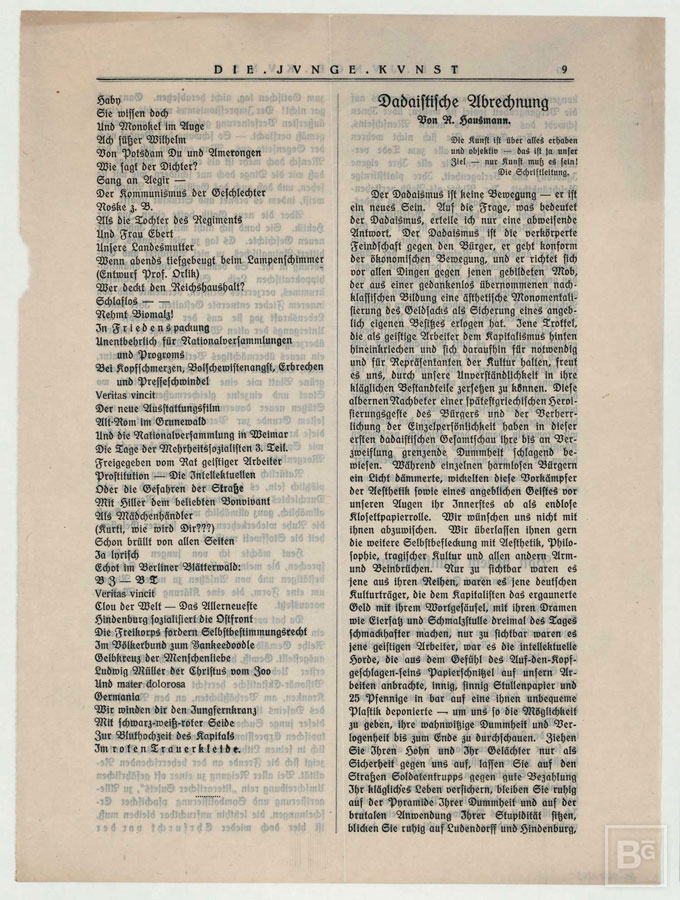 DIE.JVNGE.KVNST 9
Haby
Sie wissen doch
Und Monokel im Auge
Ach süßer Wilhelm
Von Potsdam Du und Amerongen
Wie sagt der Dichter?
Sang an Aegir —
Der Kommunismus der Geschlechter
Noske z. B.
Als die Tochter des Regiments
Und Frau Ebert
Unsere Landesmutter
Wenn abends tiefgebeugt beim Lampenschimmer
(Entwurf Prof. Orlik)
Wer deckt den Reichshaushalt?
Schlaflos — —
Nehmt Biomalz!
In Friedenspackung
Unentbehrlich für Nationalversammlungen
und Progroms
Bei Kopfschmerzen, Bolschewistenangst, Erbrechen
und Presseschwindel
Veritas vincit
Der neue Ausstattungsfilm
Alt-Rom im Grunewald
Und die Nationalversammlung in Weimar
Die Tage der Mehrheitssozialisten 3. Teil.
Freigegeben vom Rat geistiger Arbeiter
Prostitution — Die Intellektuellen
Oder die Gefahren der Straße
Mit Hiller dem beliebten Bonvivant
Als Mädchenhändler
(Kurti, wie wird Dir???)
Schon brüllt von allen Seiten
Ja lyrisch
Echot im Berliner Blätterwald:
B Z — B T
Veritas vincit
Clou der Welt — Das Allerneueste
Hindenburg sozialisiert die Ostfront
Die Freikorps fordern Selbstbestimmungsrecht
Im Völkerbund zum Yankeedoodle
Gelbkreuz der Menschenliebe
Ludwig Müller der Christus vom Zoo
Und mater dolorosa
Germania
Wir winden dir den Jungfernkranz
Mit schwarz-weiß-roter Seide
Zur Bluthochzeit des Kapitals
Im roten Trauerkleide.
Dadaistische Abrechnung
Von R. Hausmann.
Die Kunst ist über alles erhaben
und objektiv — das ist ja unser
Ziel — nur Kunst muß es sein!
Die Schriftleitung.
Der Dadaismus ist keine Bewegung — er ist
ein neues Sein. Auf die Frage, was bedeutet
der Dadaismus, erteile ich nur eine abweisende
Antwort. Der Dadaismus ist die verkörperte
Feindschaft gegen den Bürger, er geht konform
der ökonomischen Bewegung, und er richtet sich
vor allen Dingen gegen jenen gebildeten Mob,
der aus einer gedankenlos übernommenen nach-
klassischen Bildung eine ästhetische Monomentali-
sierung des Geldsacks als Sicherung eines angeb-
lich eigenen Besitzes erlogen hat. Jene Trottel,
die als geistige Arbeiter dem Kapitalismus hinten
hineinkriechen und sich daraufhin für notwendig
und für Repräsentanten der Kultur halten, freut
es uns, durch unsere Unverständlichkeit in ihre
kläglichen Bestandteile zersetzen zu können. Diese
albernen Nachbeter einer spätestgriechischen Heroi-
sierungsgeste des Bürgers und der Verherr-
lichung der Einzelpersönlichkeit haben in dieser
ersten dadaistischen Gesamtschau ihre bis an Ver-
zweiflung grenzende Dummheit schlagend be-
wiesen. Während einzelnen harmlosen Bürgern
ein Licht dämmerte, wickelten diese Vorkämpfer
der Aesthetik sowie eines angeblichen Geistes vor
unseren Augen ihr Innerstes ab als endlose
Klosettpapierrolle. Wir wünschen uns nicht mit
ihnen abzuwischen. Wir überlassen ihnen gern
die weitere Selbstbefleckung mit Aesthetik, Philo-
sophie, tragischer Kultur und allen andern Arm-
und Beinbrüchen. Nur zu sichtbar waren es
jene aus ihren Reihen, waren es jene deutschen
Kulturträger, die dem Kapitalisten das ergaunerte
Geld mit ihrem Wortgesäusel, mit ihren Dramen
wie Eiersatz und Schmalzstulle dreimal des Tages
schmackhafter machen, nur zu sichtbar waren es
jene geistigen Arbeiter, war es die intellektuelle
Horde, die aus dem Gefühl des Auf-den-Kopf-
geschlagen-seins Papierschnitzel auf unsern Ar-
beiten anbrachte, innig, sinnig Stullenpapier und
25 Pfennige in bar auf eine ihnen unbequeme
Plastik deponierte — um uns so die Möglichkeit
zu geben, ihre wahnwitzige Dummheit und Ver-
logenheit bis zum Ende zu durchschauen. Ziehen
Sie Ihren Hohn und Ihr Gelächter nur als
Sicherheit gegen uns auf, lassen Sie auf den
Straßen Soldatentrupps gegen gute Bezahlung
Ihr klägliches Leben versichern, bleiben Sie ruhig
auf der Pyramide Ihrer Dummheit und auf der
brutalen Anwendung Ihrer Stupidität sitzen,
blicken Sie ruhig auf Ludendorff und Hindenburg,
BG